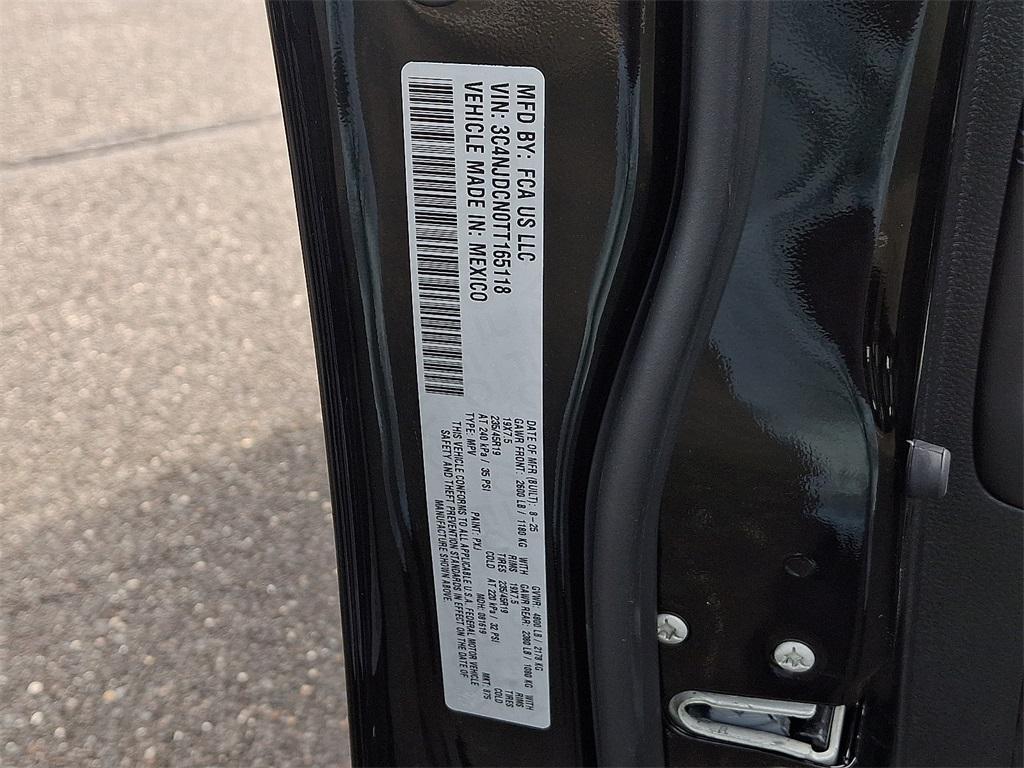 MFD BY: FCA US LLC
VIN: 3C4NJDCN0TT165118
VEHICLE MADE IN: MEXICO
DATE OF MFR (BUILT): 8-25 GVWR: 4800 LB / 2178 KG
GAWR FRONT: 2600 LB / 1180 KG WITH GAWR REAR: 2380 LB / 1080 KG WITH
19X7.5 RIMS 19X7.5 RIMS
235/45R19 TIRES 235/45R19 TIRES
AT 240 kPa / 35 PSI COLD AT 220 kPa / 32 PSI COLD
TYPE: MPV PAINT: PXJ MDH: 081619 MKT: 875
THIS VEHICLE CONFORMS TO ALL APPLICABLE U.S.A. FEDERAL MOTOR VEHICLE
SAFETY AND THEFT PREVENTION STANDARDS IN EFFECT ON THE DATE OF
MANUFACTURE SHOWN ABOVE.